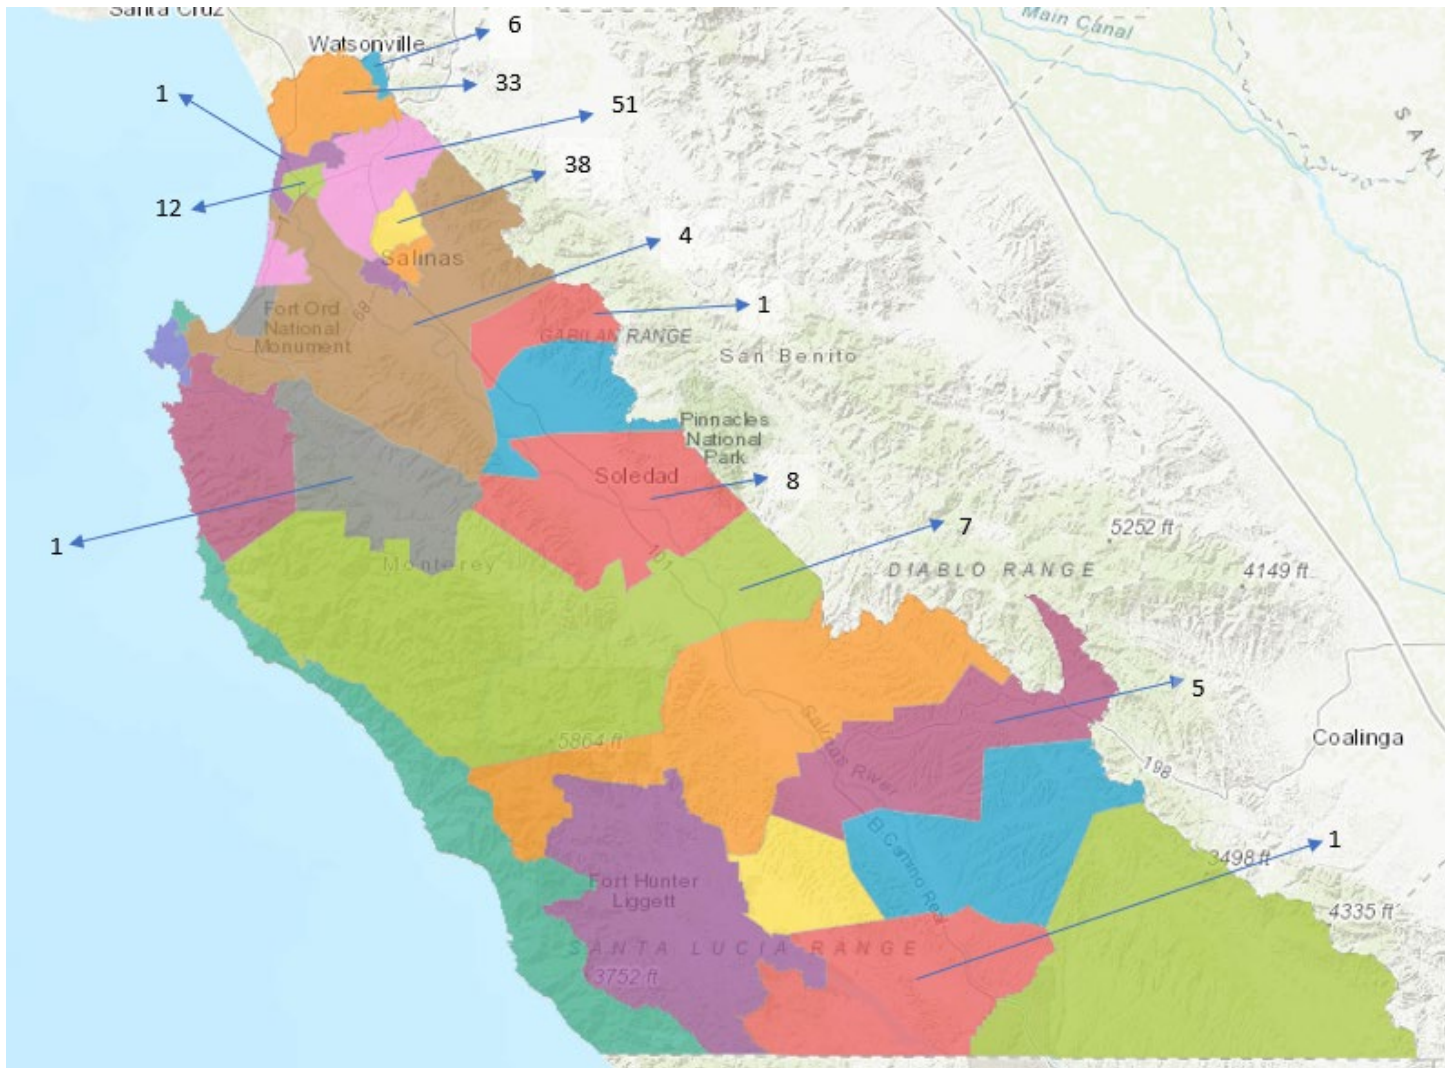 Santa Cruz
Main Canal
6
Watsonville
33
1
51
38
12
4
Salinas
1
Fort Ord
National
Monument
68
GABILAN RANGE
San Benito
Pinnacles
National
Park
Soledad
8
1
7
5252 ft
101
Monterey
DIABLO RANGE
4149 ft
5
5864 ft
Salinas River
198
Coalinga
El Camino Real
1
3498 ft
Fort Hunter
Liggett
4335 ft
SANTA LUCIA RANGE
3752 ft
SAN